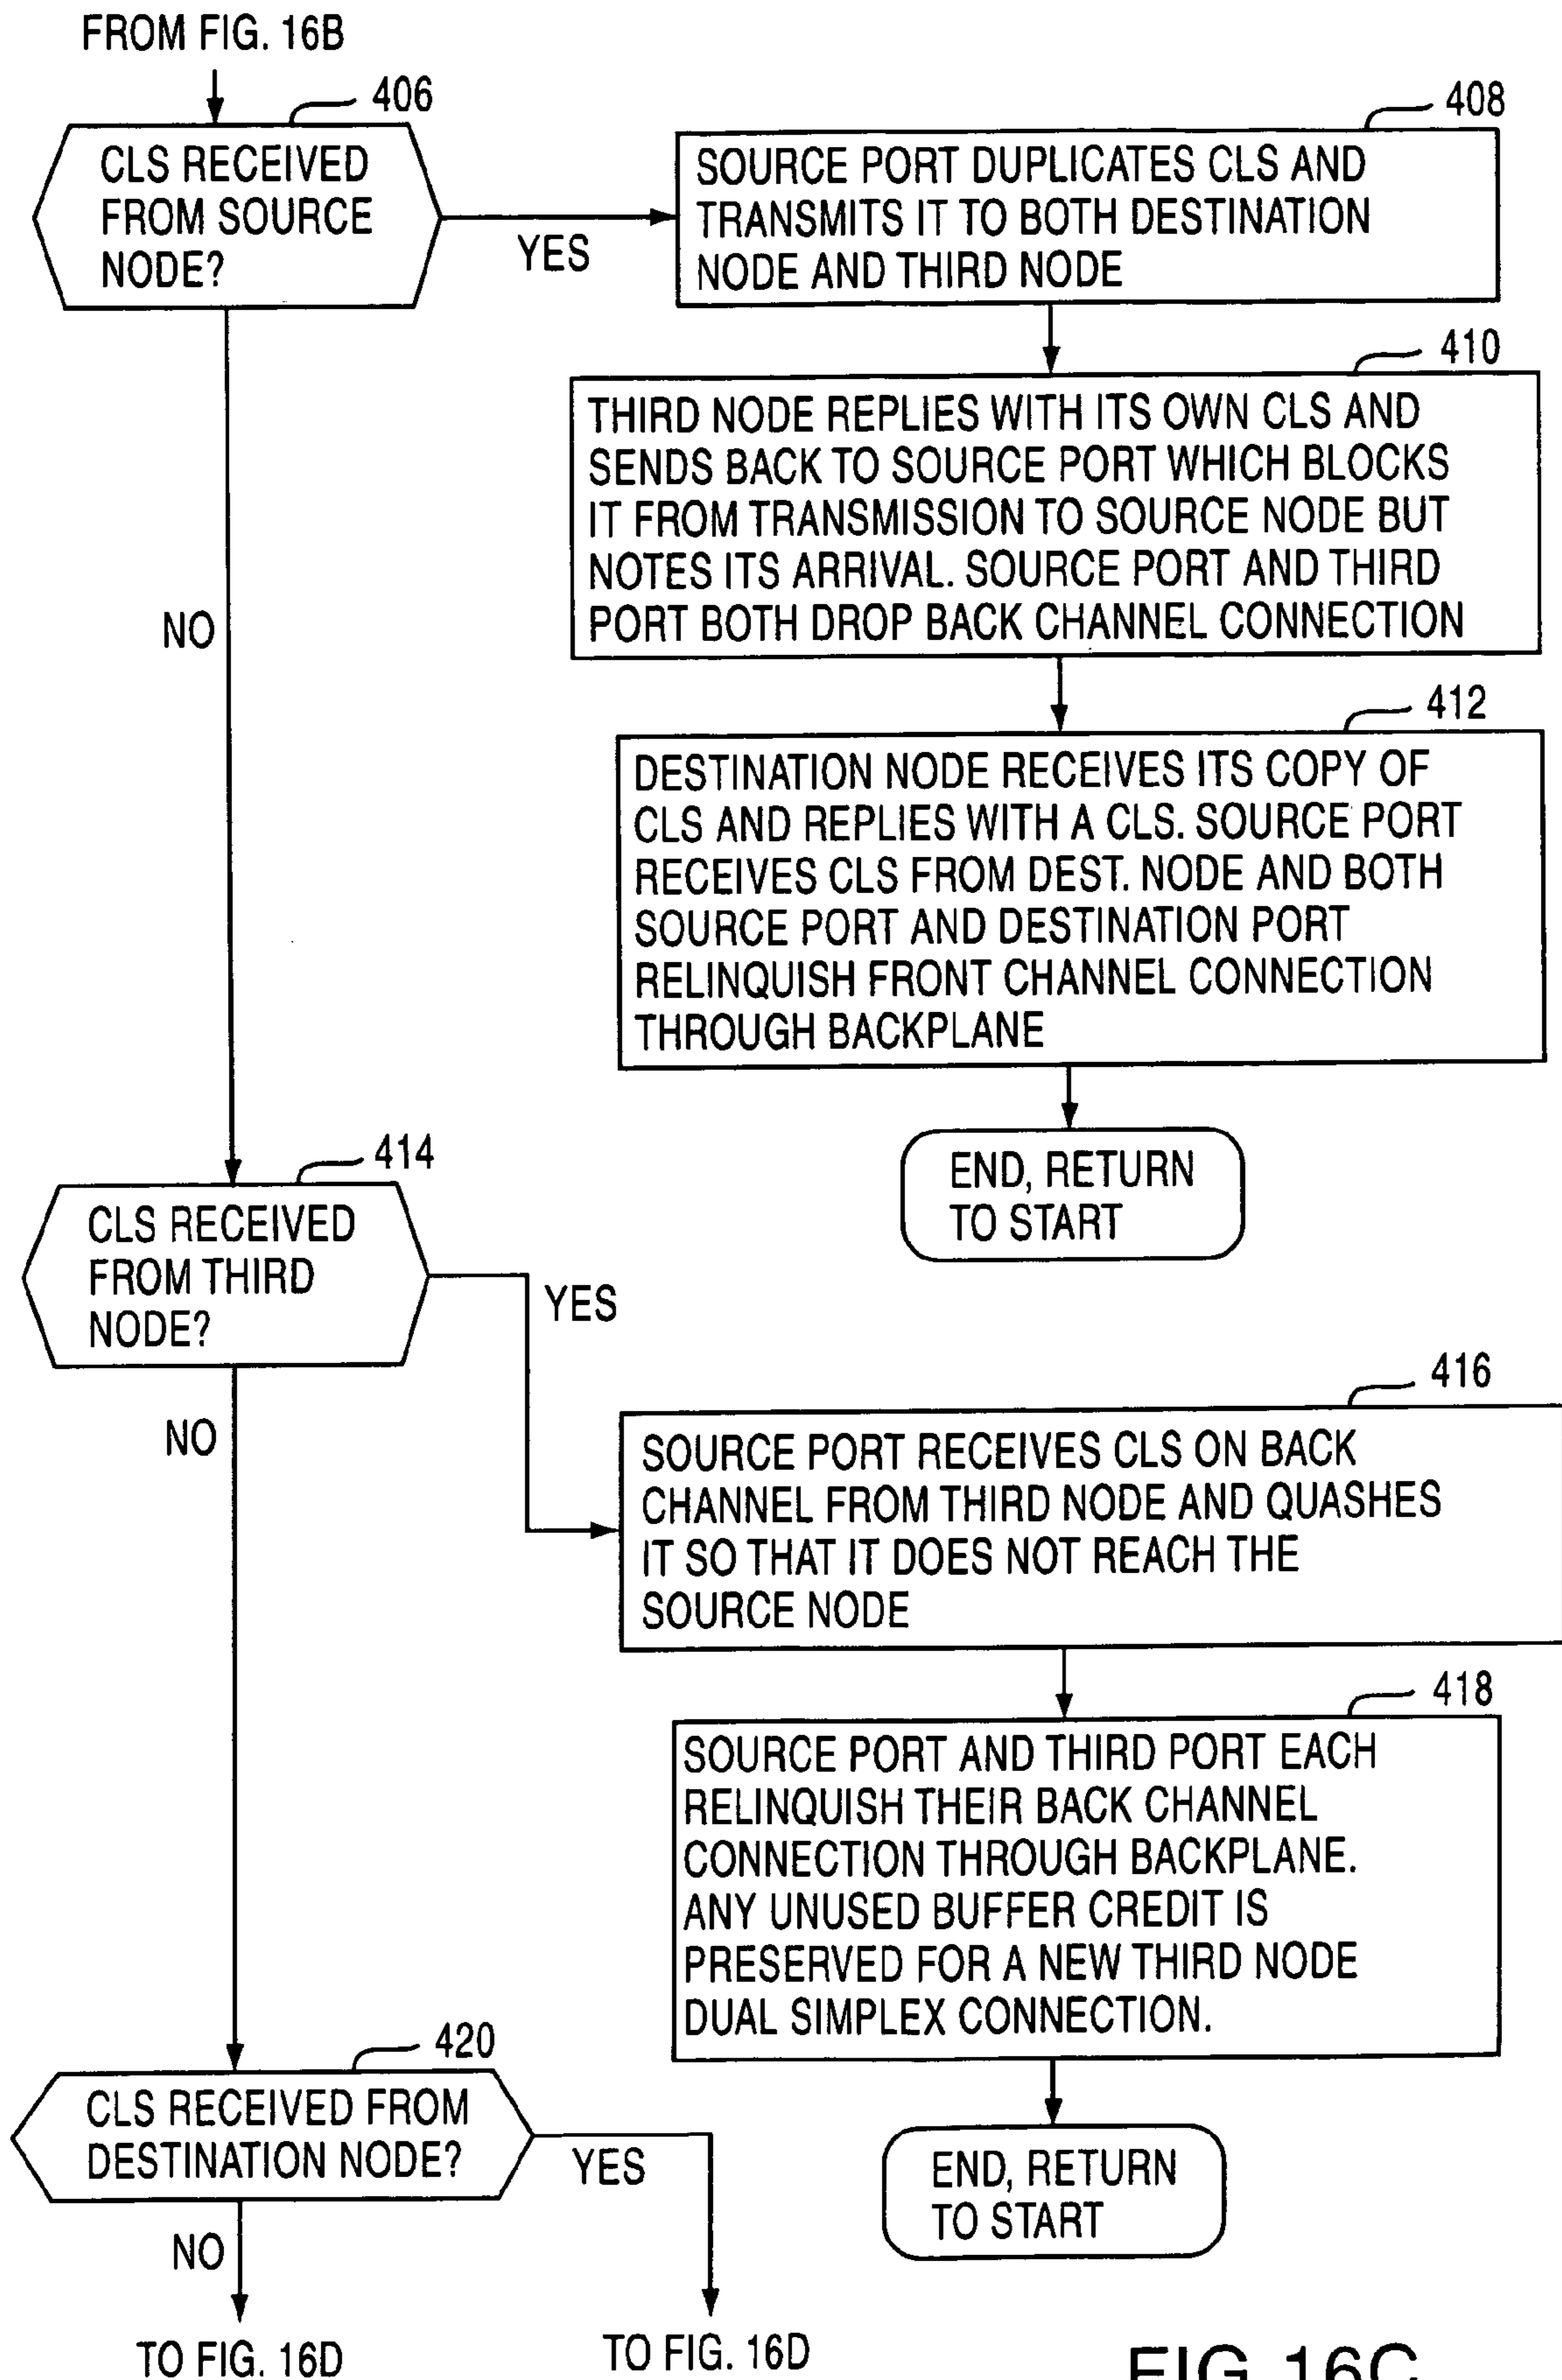 FROM FIG. 16B
406
CLS RECEIVED
FROM SOURCE
NODE?
YES
NO
408
SOURCE PORT DUPLICATES CLS AND
TRANSMITS IT TO BOTH DESTINATION
NODE AND THIRD NODE
410
THIRD NODE REPLIES WITH ITS OWN CLS AND
SENDS BACK TO SOURCE PORT WHICH BLOCKS
IT FROM TRANSMISSION TO SOURCE NODE BUT
NOTES ITS ARRIVAL. SOURCE PORT AND THIRD
PORT BOTH DROP BACK CHANNEL CONNECTION
412
DESTINATION NODE RECEIVES ITS COPY OF
CLS AND REPLIES WITH A CLS. SOURCE PORT
RECEIVES CLS FROM DEST. NODE AND BOTH
SOURCE PORT AND DESTINATION PORT
RELINQUISH FRONT CHANNEL CONNECTION
THROUGH BACKPLANE
END, RETURN
TO START
414
CLS RECEIVED
FROM THIRD
NODE?
YES
NO
416
SOURCE PORT RECEIVES CLS ON BACK
CHANNEL FROM THIRD NODE AND QUASHES
IT SO THAT IT DOES NOT REACH THE
SOURCE NODE
418
SOURCE PORT AND THIRD PORT EACH
RELINQUISH THEIR BACK CHANNEL
CONNECTION THROUGH BACKPLANE.
ANY UNUSED BUFFER CREDIT IS
PRESERVED FOR A NEW THIRD NODE
DUAL SIMPLEX CONNECTION.
END, RETURN
TO START
420
CLS RECEIVED FROM
DESTINATION NODE?
YES
NO
TO FIG. 16D
TO FIG. 16D
FIG. 16C